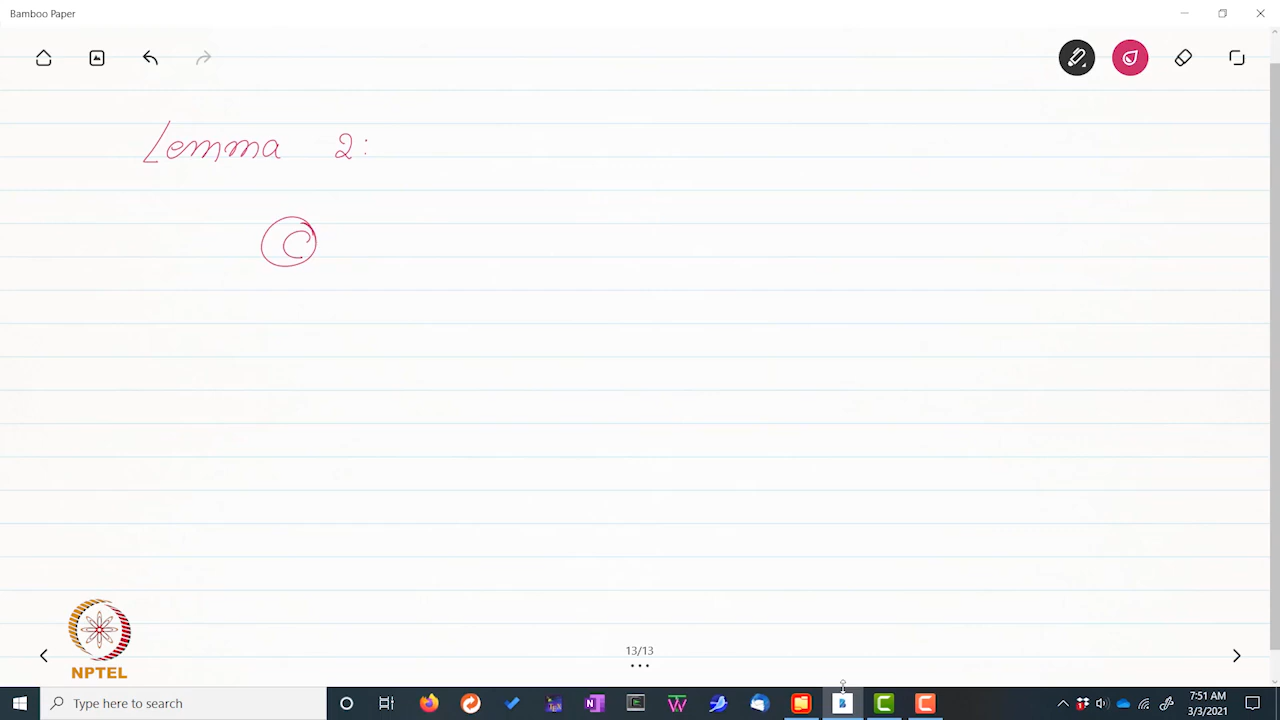 Bamboo Paper
Lemma 2:
C
13/13
NPTEL
Type here to search
7:51 AM
3/3/2021